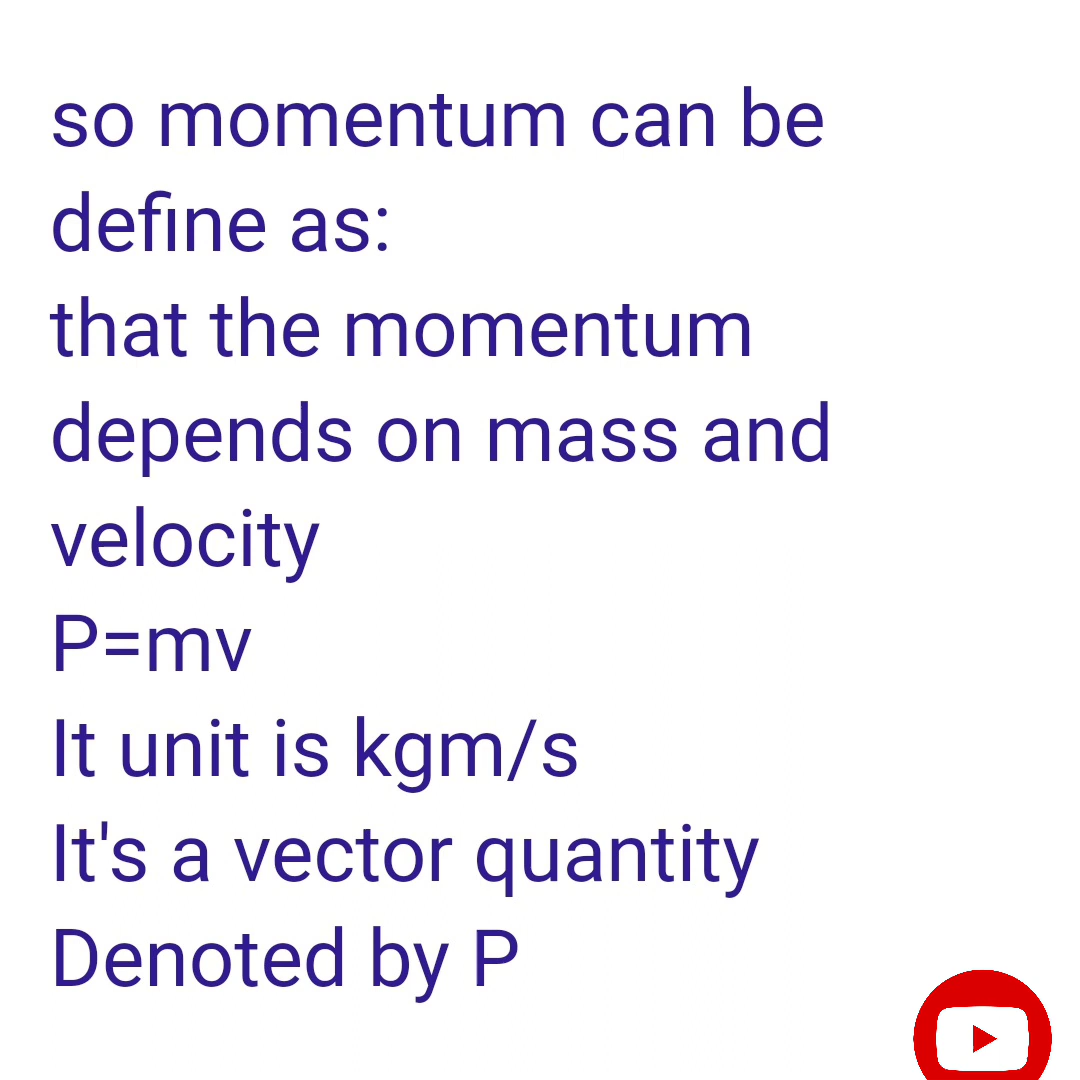 so momentum can be
define as:
that the momentum
depends on mass and
velocity
P=mv
It unit is kgm/s
It's a vector quantity
Denoted by P